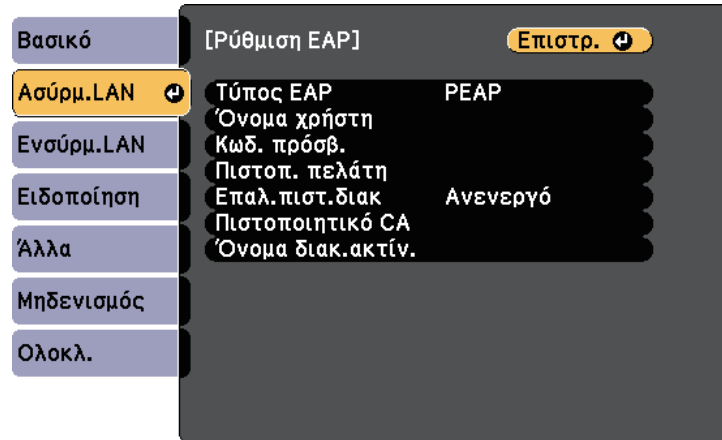 Βασικό
Ασύρμ.LAN
Ενσύρμ.LAN
Ειδοποίηση
Άλλα
Μηδενισμός
Ολοκλ.
[Ρύθμιση EAP]
Επιστρ.
Τύπος EAP PEAP
Όνομα χρήστη
Κωδ. πρόσβ.
Πιστοπ. πελάτη
Επαλ.πιστ.διακ Ανενεργό
Πιστοποιητικό CA
Όνομα διακ.ακτίν.